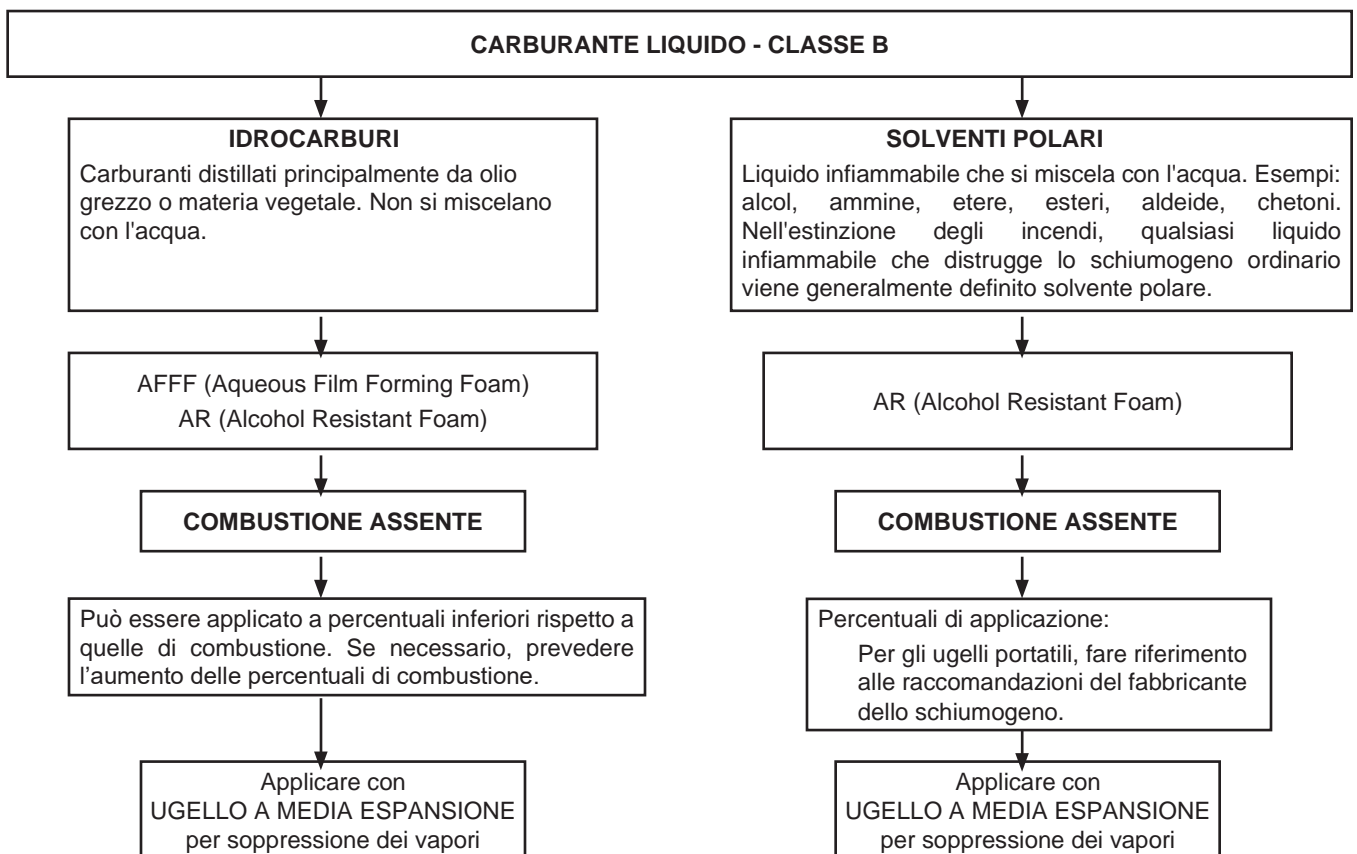 CARBURANTE LIQUIDO - CLASSE B
IDROCARBURI
Carburanti distillati principalmente da olio
grezzo o materia vegetale. Non si miscelano
con l'acqua.
SOLVENTI POLARI
Liquido infiammabile che si miscela con l'acqua. Esempi:
alcol, ammine, etere, esteri, aldeide, chetoni.
Nell'estinzione degli incendi, qualsiasi liquido
infiammabile che distrugge lo schiumogeno ordinario
viene generalmente definito solvente polare.
AFFF (Aqueous Film Forming Foam)
AR (Alcohol Resistant Foam)
AR (Alcohol Resistant Foam)
COMBUSTIONE ASSENTE
COMBUSTIONE ASSENTE
Può essere applicato a percentuali inferiori rispetto a
quelle di combustione. Se necessario, prevedere
l’aumento delle percentuali di combustione.
Percentuali di applicazione:
Per gli ugelli portatili, fare riferimento
alle raccomandazioni del fabbricante
dello schiumogeno.
Applicare con
UGELLO A MEDIA ESPANSIONE
per soppressione dei vapori
Applicare con
UGELLO A MEDIA ESPANSIONE
per soppressione dei vapori